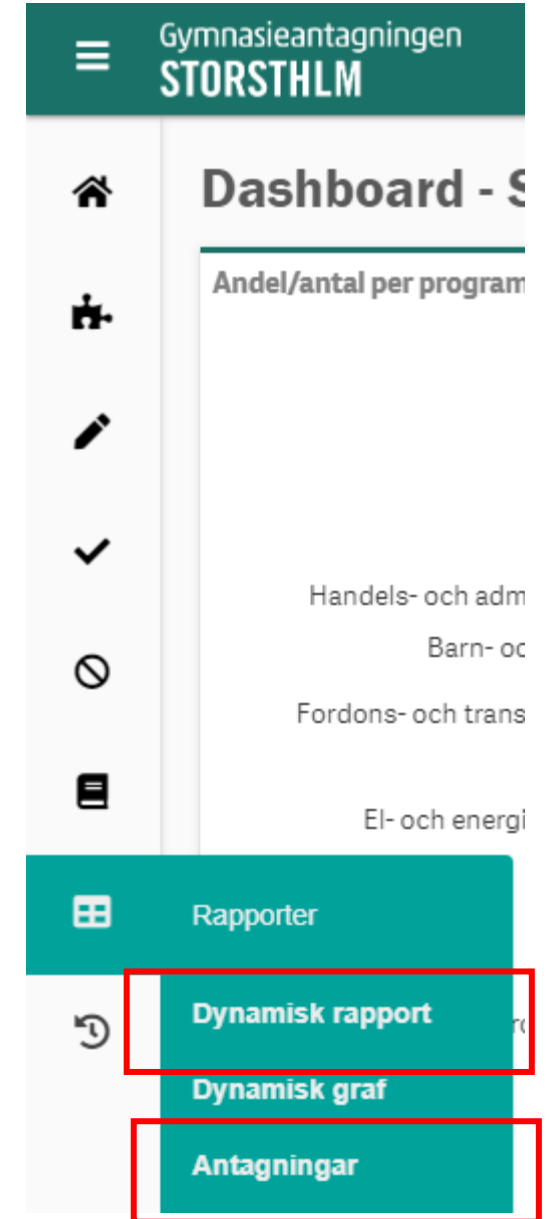 Gymnasieantagningen
STORSTHLM
Dashboard - S
Andel/antal per program
Handels- och adm
Barn- oc
Fordons- och trans
El- och energi
Rapporter
Dynamisk rapport
Dynamisk graf
Antagningar